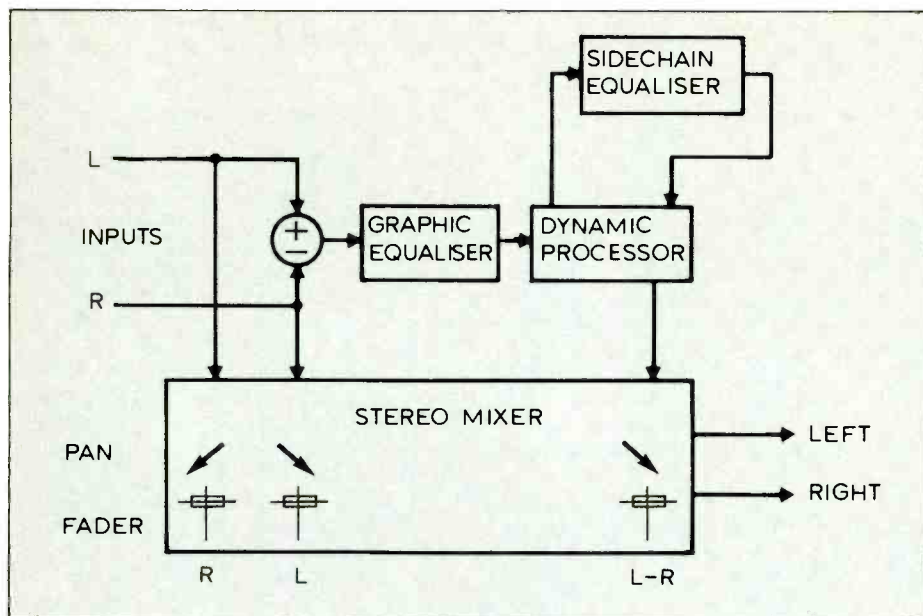 SIDECHAIN
EQUALISER
L
INPUTS
R
+
−
GRAPHIC
EQUALISER
DYNAMIC
PROCESSOR
STEREO MIXER
PAN
FADER
LEFT
RIGHT
R
L
L-R